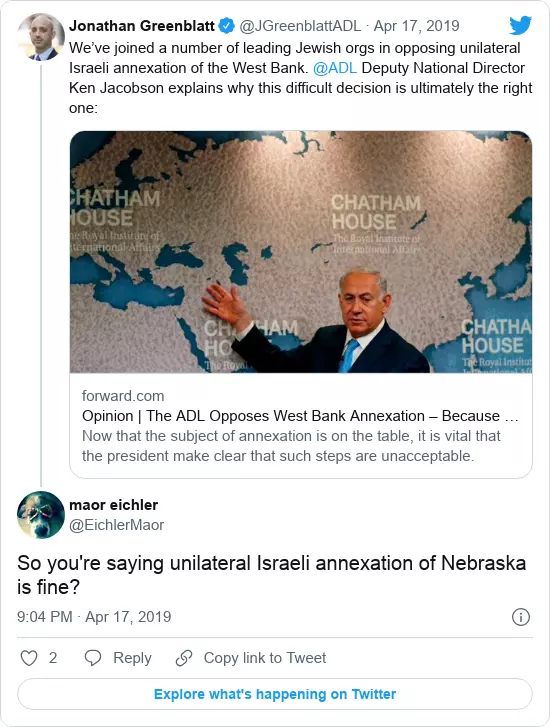 Jonathan Greenblatt @JGreenblattADL · Apr 17, 2019
We’ve joined a number of leading Jewish orgs in opposing unilateral
Israeli annexation of the West Bank. @ADL Deputy National Director
Ken Jacobson explains why this difficult decision is ultimately the right
one:
CHATHAM
HOUSE
The Royal Institute of
International Affairs
CHATHAM
HOUSE
The Royal Institute of
International Affairs
CHATHAM
HO
The Ro
CHATHA
HOUSE
The Royal Institut
forward.com
Opinion | The ADL Opposes West Bank Annexation – Because …
Now that the subject of annexation is on the table, it is vital that
the president make clear that such steps are unacceptable.
maor eichler
@EichlerMaor
So you're saying unilateral Israeli annexation of Nebraska
is fine?
9:04 PM · Apr 17, 2019
2 Reply Copy link to Tweet
Explore what's happening on Twitter